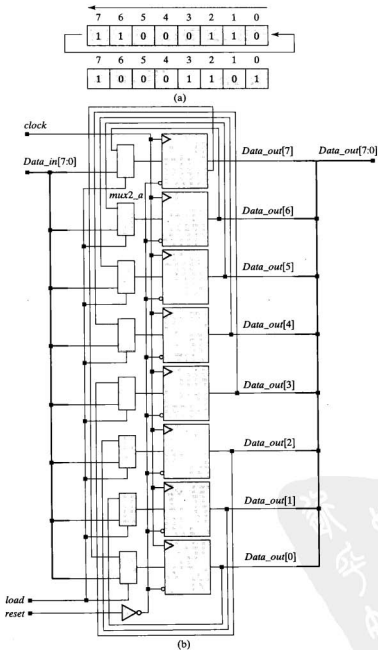 7 6 5 4 3 2 1 0
1 1 0 0 0 1 1 0
7 6 5 4 3 2 1 0
1 0 0 0 1 1 0 1
(a)
clock
Data_in[7:0]
Data_out[7]
Data_out[7:0]
mux2_a
Data_out[6]
Data_out[5]
Data_out[4]
Data_out[3]
Data_out[2]
Data_out[1]
Data_out[0]
load
reset
(b)